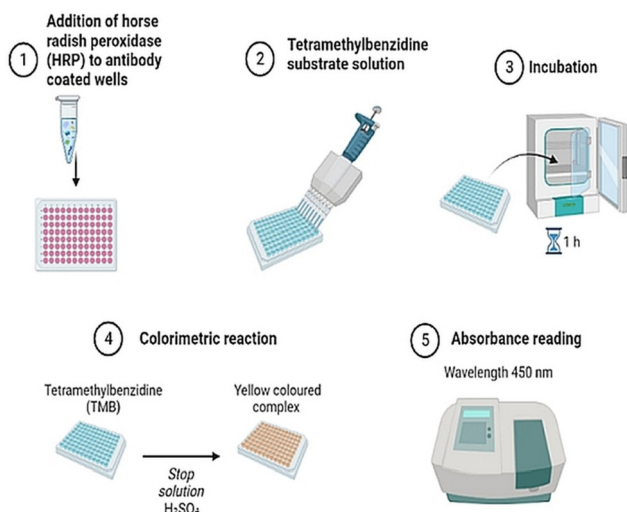 1
Addition of horse
radish peroxidase
(HRP) to antibody
coated wells
2
Tetramethylbenzidine
substrate solution
3
Incubation
1 h
4
Colorimetric reaction
Tetramethylbenzidine
(TMB)
Stop
solution
H₂SO₄
Yellow coloured
complex
5
Absorbance reading
Wavelength 450 nm